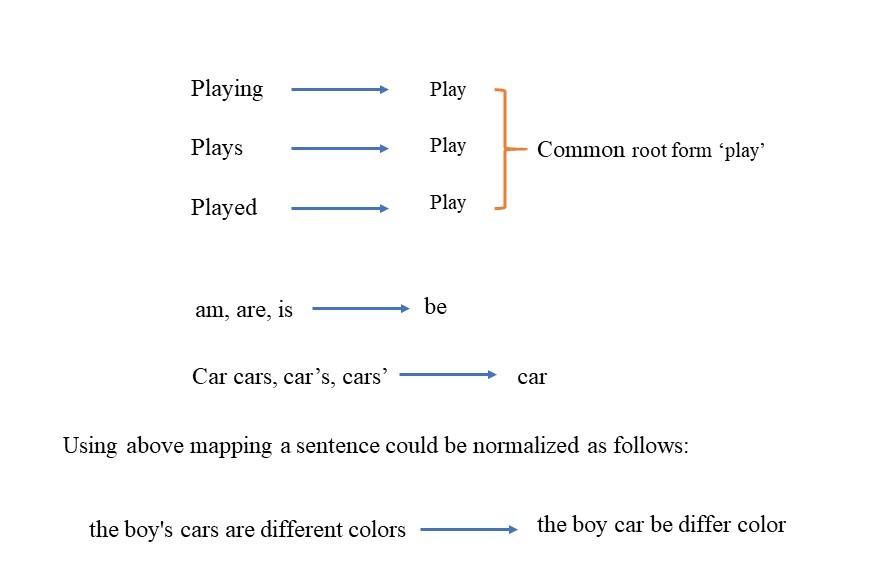 Playing Play
Plays Play
Common root form ‘play’
Played Play
am, are, is be
Car cars, car’s, cars’ car
Using above mapping a sentence could be normalized as follows:
the boy's cars are different colors the boy car be differ color